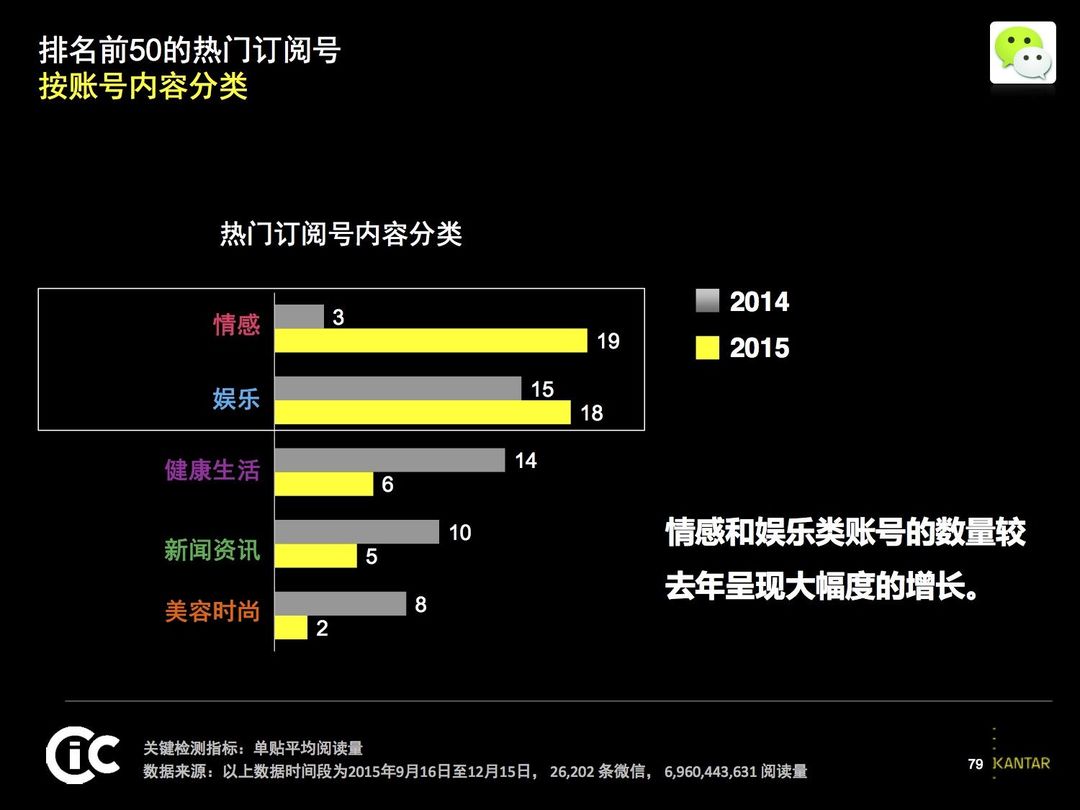 排名前50的热门订阅号
按账号内容分类
热门订阅号内容分类
情感
3
19
娱乐
15
18
健康生活
14
6
新闻资讯
10
5
美容时尚
8
2
2014
2015
情感和娱乐类账号的数量较
去年呈现大幅度的增长。
CiC
关键检测指标：单贴平均阅读量
数据来源：以上数据时间段为2015年9月16日至12月15日， 26,202 条微信， 6,960,443,631 阅读量
79
KANTAR